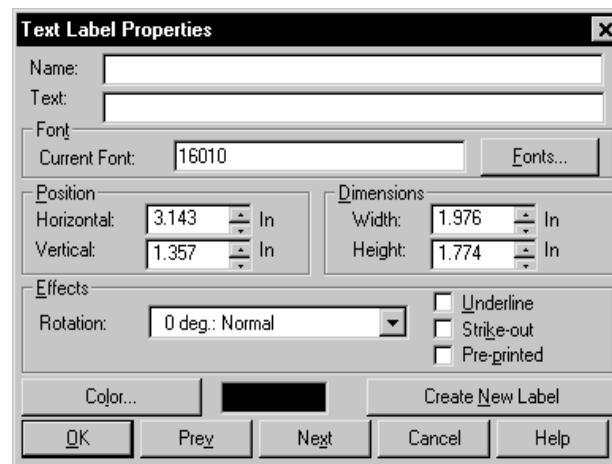 Text Label Properties
Name:
Text:
Font
Current Font: 16010 Fonts...
Position Dimensions
Horizontal: 3.143 In Width: 1.976 In
Vertical: 1.357 In Height: 1.774 In
Effects
Rotation: 0 deg.: Normal
Underline
Strike-out
Pre-printed
Color... Create New Label
OK Prev Next Cancel Help